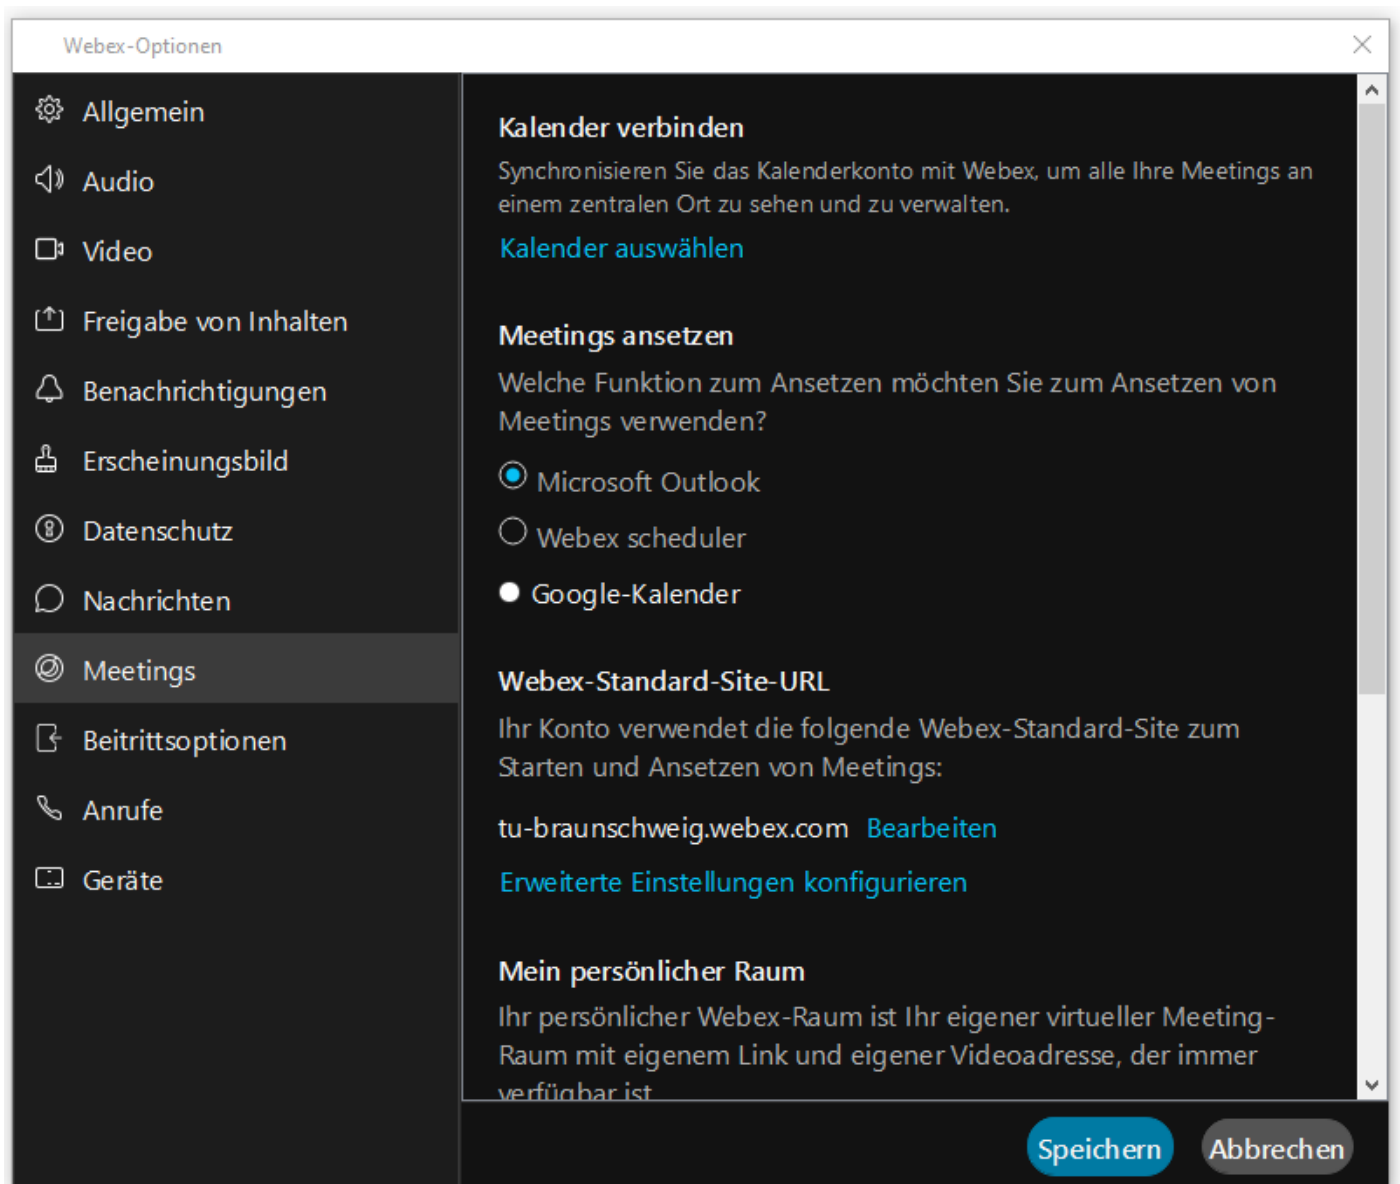 Webex-Optionen
Allgemein
Audio
Video
Freigabe von Inhalten
Benachrichtigungen
Erscheinungsbild
Datenschutz
Nachrichten
Meetings
Beitrittsoptionen
Anrufe
Geräte
Kalender verbinden
Synchronisieren Sie das Kalenderkonto mit Webex, um alle Ihre Meetings an
einem zentralen Ort zu sehen und zu verwalten.
Kalender auswählen
Meetings ansetzen
Welche Funktion zum Ansetzen möchten Sie zum Ansetzen von
Meetings verwenden?
Microsoft Outlook
Webex scheduler
Google-Kalender
Webex-Standard-Site-URL
Ihr Konto verwendet die folgende Webex-Standard-Site zum
Starten und Ansetzen von Meetings:
tu-braunschweig.webex.com Bearbeiten
Erweiterte Einstellungen konfigurieren
Mein persönlicher Raum
Ihr persönlicher Webex-Raum ist Ihr eigener virtueller Meeting-
Raum mit eigenem Link und eigener Videoadresse, der immer
verfügbar ist
Speichern Abbrechen